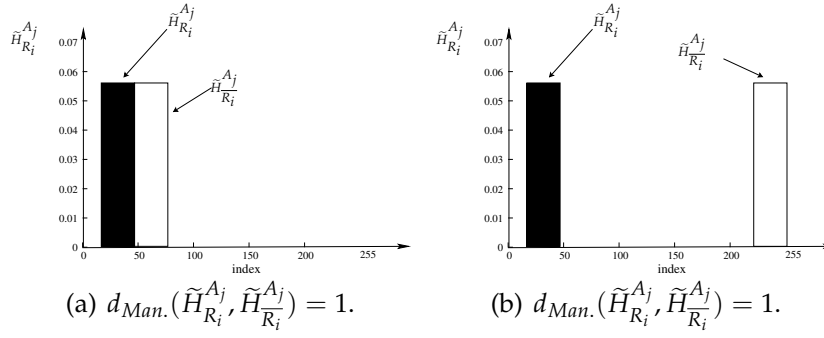 H̃_{R_i}^{A_j}
H̃_{R_i}^{A_j}
H̃_{\overline{R_i}}^{A_j}
0.07
0.06
0.05
0.04
0.03
0.02
0.01
0
0 50 100 150 200 255
index
(a) d_{Man.}(H̃_{R_i}^{A_j}, H̃_{\overline{R_i}}^{A_j}) = 1.
H̃_{R_i}^{A_j}
H̃_{R_i}^{A_j}
H̃_{\overline{R_i}}^{A_j}
0.07
0.06
0.05
0.04
0.03
0.02
0.01
0
0 50 100 150 200 255
index
(b) d_{Man.}(H̃_{R_i}^{A_j}, H̃_{\overline{R_i}}^{A_j}) = 1.